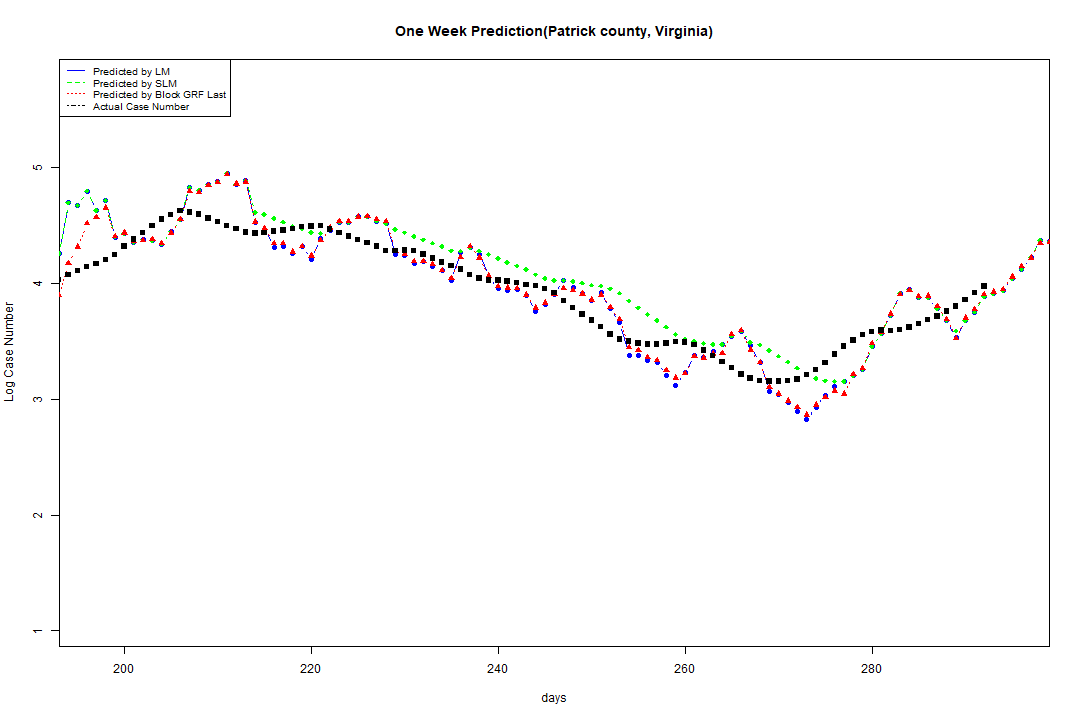 One Week Prediction(Patrick county, Virginia)
Predicted by LM
Predicted by SLM
Predicted by Block GRF Last
Actual Case Number
5
4
3
2
1
Log Case Number
200 220 240 260 280
days